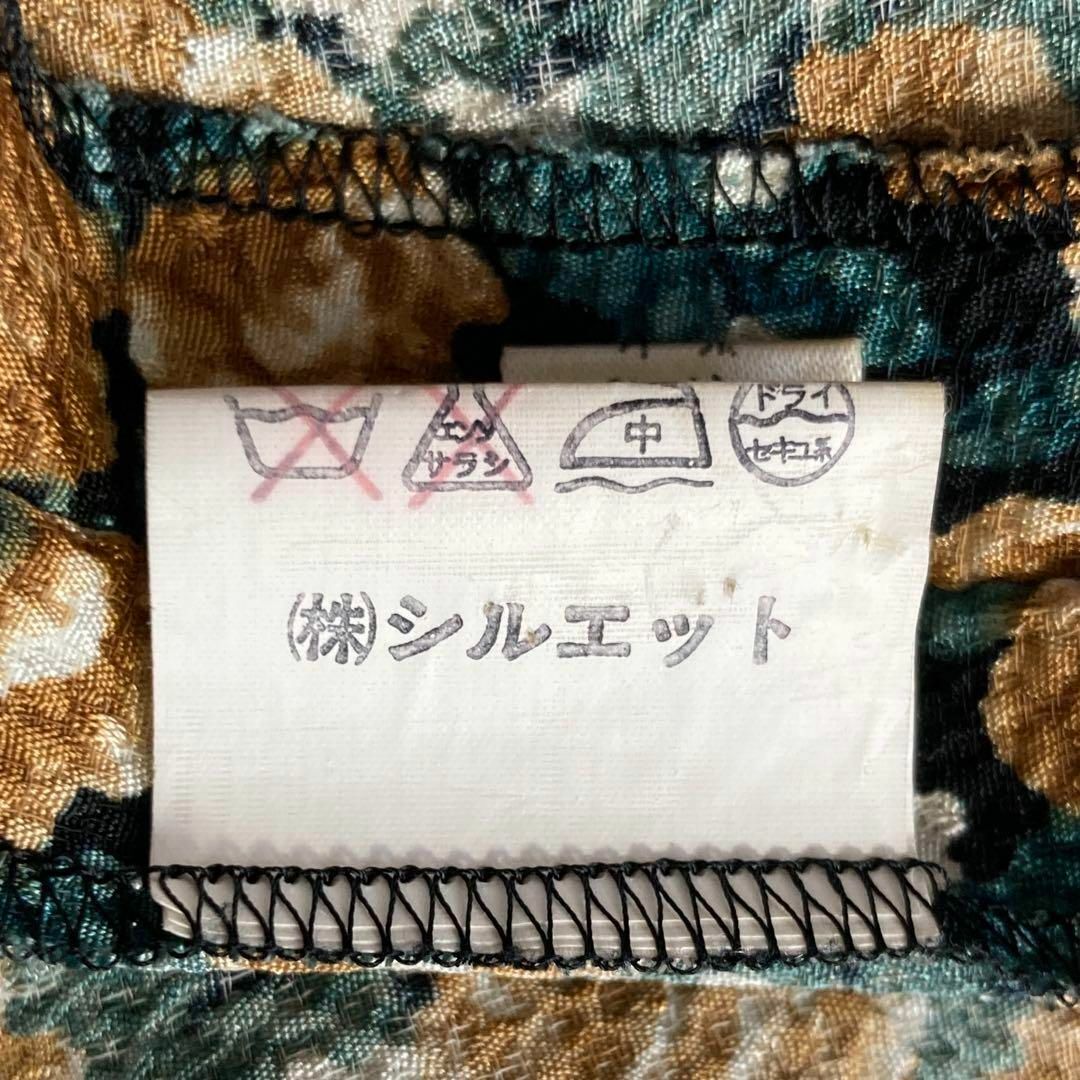 エンソ
サラシ
中
ドライ
セキユ系
(株)シルエット